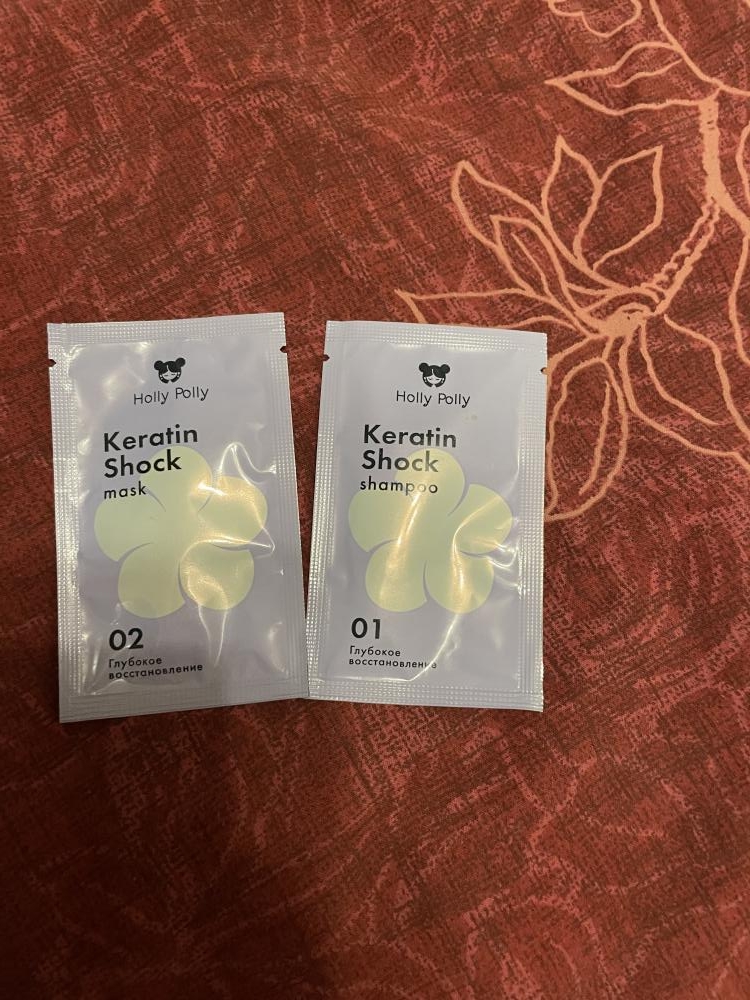 Holly Polly
Keratin
Shock
mask
02
Глубокое
восстановление
Holly Polly
Keratin
Shock
shampoo
01
Глубокое
восстановление